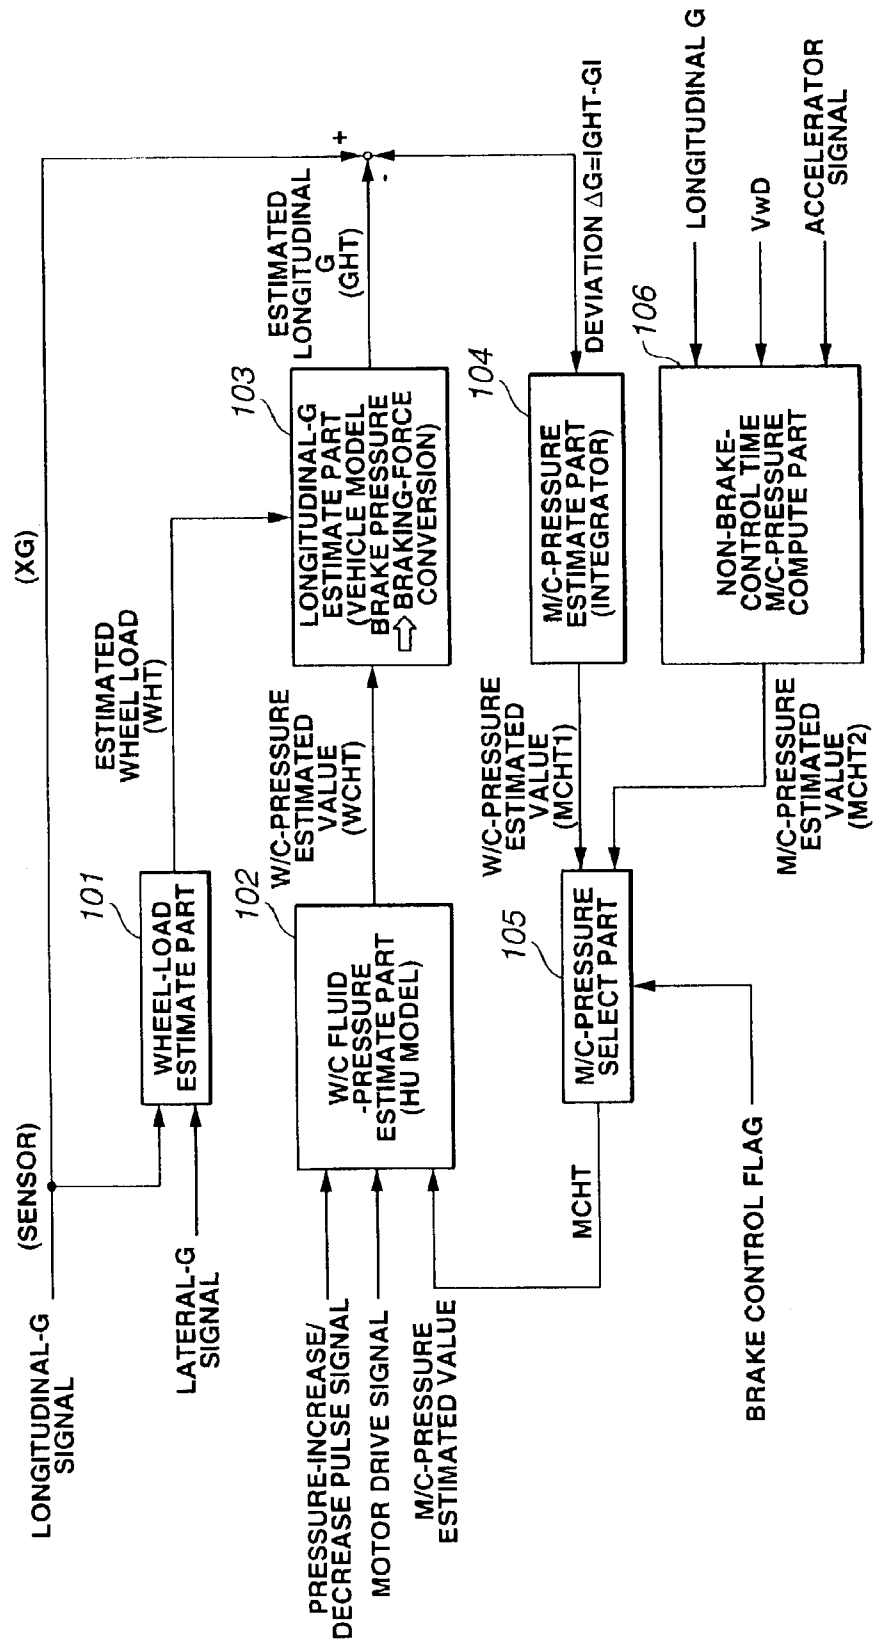 LONGITUDINAL-G
SIGNAL
(SENSOR)
(XG)
LATERAL-G
SIGNAL
101
WHEEL-LOAD
ESTIMATE PART
ESTIMATED
WHEEL LOAD
(WHT)
PRESSURE-INCREASE/
DECREASE PULSE SIGNAL
MOTOR DRIVE SIGNAL
M/C-PRESSURE
ESTIMATED VALUE
102
W/C FLUID
-PRESSURE
ESTIMATE PART
(HU MODEL)
W/C-PRESSURE
ESTIMATED
VALUE
(WCHT)
103
LONGITUDINAL-G
ESTIMATE PART
(VEHICLE MODEL
BRAKE PRESSURE
⇨ BRAKING-FORCE
CONVERSION)
ESTIMATED
LONGITUDINAL
G
(GHT)
+
-
DEVIATION ΔG=IGHT-GI
104
M/C-PRESSURE
ESTIMATE PART
(INTEGRATOR)
W/C-PRESSURE
ESTIMATED
VALUE
(MCHT1)
105
M/C-PRESSURE
SELECT PART
MCHT
BRAKE CONTROL FLAG
106
NON-BRAKE-
CONTROL TIME
M/C-PRESSURE
COMPUTE PART
M/C-PRESSURE
ESTIMATED
VALUE
(MCHT2)
LONGITUDINAL G
VwD
ACCELERATOR
SIGNAL